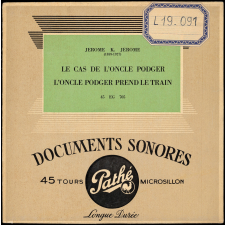 L19.091
JEROME K. JEROME
LE CAS DE L'ONCLE PODGER
L'ONCLE PODGER PREND LE TRAIN
DOCUMENTS SONORES
45 TOURS
Pathé
MICROSILLON
Longue Durée